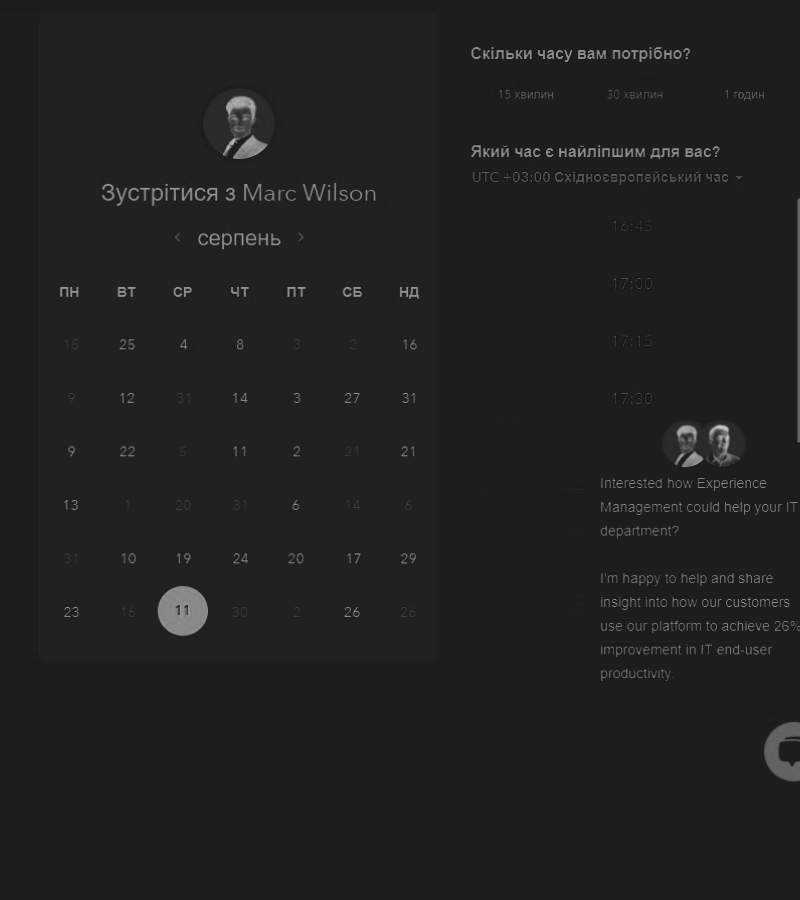 Зустрітися з Marc Wilson
серпень
ПН ВТ СР ЧТ ПТ СБ НД
15 25 4 8 3 2 16
9 12 31 14 3 27 31
9 22 5 11 2 21 21
13 1 20 31 6 14 6
31 10 19 24 20 17 29
23 16 11 30 2 26 26
Скільки часу вам потрібно?
15 хвилин 30 хвилин 1 годин
Який час є найліпшим для вас?
UTC +03:00 Східноєвропейський час
16:45
17:00
17:15
17:30
Interested how Experience
Management could help your IT
department?
I'm happy to help and share
insight into how our customers
use our platform to achieve 26%
improvement in IT end-user
productivity.